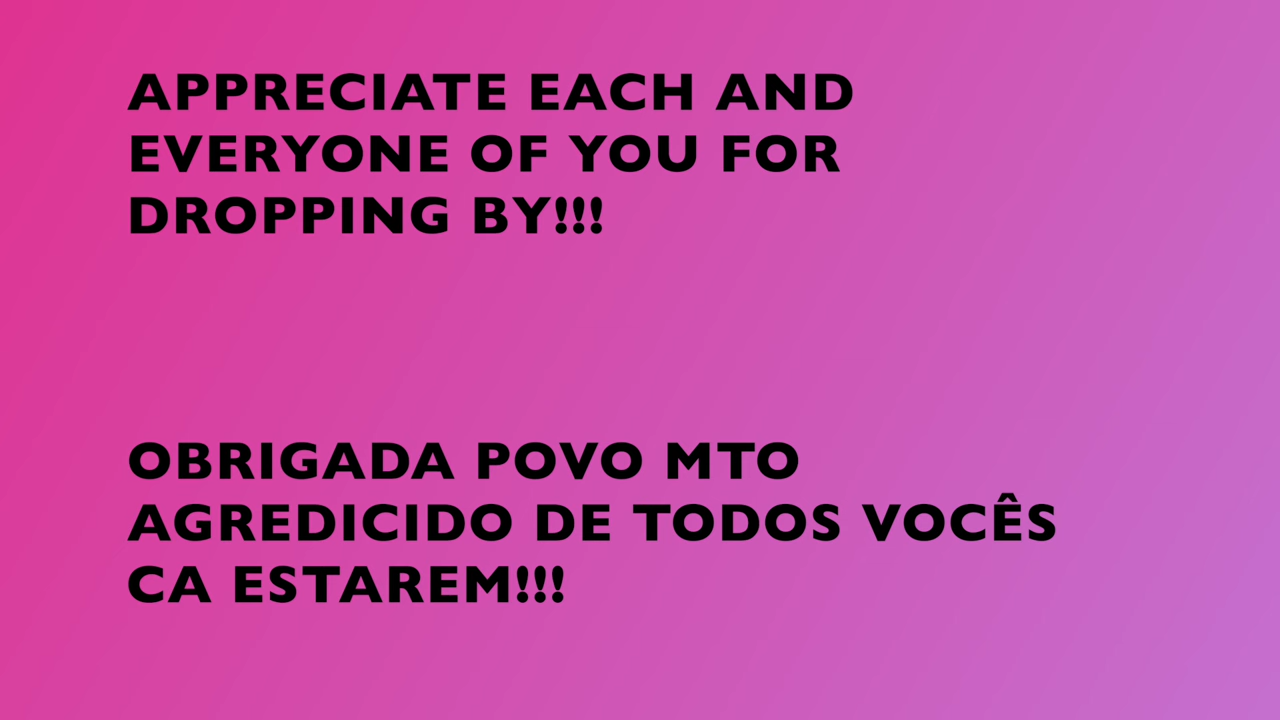 APPRECIATE EACH AND
EVERYONE OF YOU FOR
DROPPING BY!!!
OBRIGADA POVO MTO
AGREDICIDO DE TODOS VOCÊS
CA ESTAREM!!!